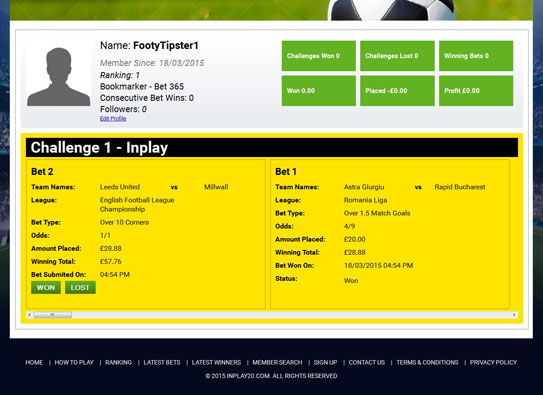 Name: FootyTipster1
Member Since: 18/03/2015
Ranking: 1
Bookmarker - Bet 365
Consecutive Bet Wins: 0
Followers: 0
Edit Profile
Challenges Won 0
Challenges Lost 0
Winning Bets 0
Won 0.00
Placed -£0.00
Profit £0.00
Challenge 1 - Inplay
Bet 2
Team Names: Leeds United vs Millwall
League: English Football League
Championship
Bet Type: Over 10 Corners
Odds: 1/1
Amount Placed: £28.88
Winning Total: £57.76
Bet Submited On: 04:54 PM
WON LOST
Bet 1
Team Names: Astra Giurgiu vs Rapid Bucharest
League: Romania Liga
Bet Type: Over 1.5 Match Goals
Odds: 4/9
Amount Placed: £20.00
Winning Total: £28.88
Bet Won On: 18/03/2015 04:54 PM
Status: Won
HOME | HOW TO PLAY | RANKING | LATEST BETS | LATEST WINNERS | MEMBER SEARCH | SIGN UP | CONTACT US | TERMS & CONDITIONS | PRIVACY POLICY
© 2015 INPLAY20.COM. ALL RIGHTS RESERVED